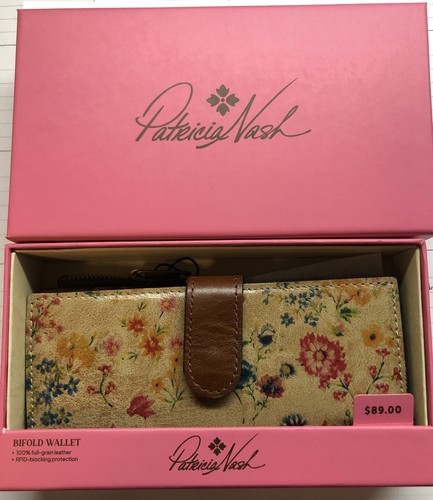 Patricia Nash
$89.00
BIFOLD WALLET
• 100% full-grain leather
• RFID-blocking protection
Patricia Nash